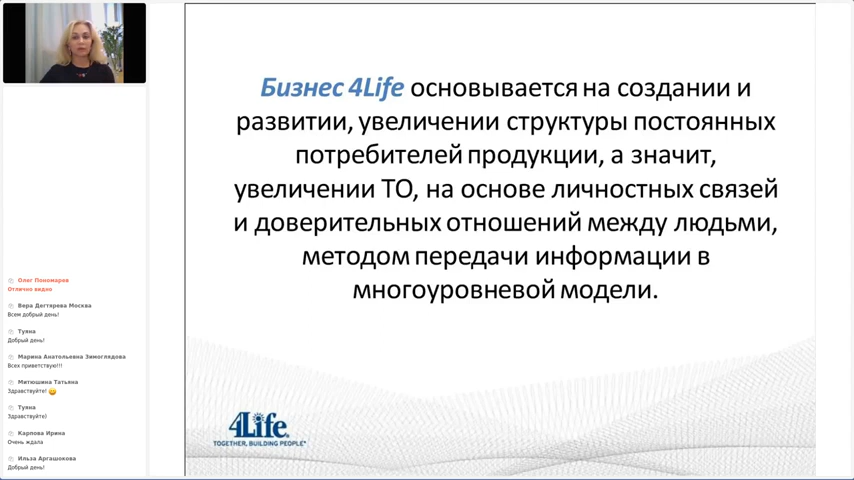 Бизнес 4Life основывается на создании и
развитии, увеличении структуры постоянных
потребителей продукции, а значит,
увеличении ТО, на основе личностных связей
и доверительных отношений между людьми,
методом передачи информации в
многоуровневой модели.
4Life
TOGETHER, BUILDING PEOPLE
Олег Пономарев
Отлично видно
Вера Дегтярева Москва
Всем добрый день!
Туяна
Добрый день!
Марина Анатольевна Зимоглядова
Всех приветствую!!!
Митюшина Татьяна
Здравствуйте!
Туяна
Здравствуйте)
Карпова Ирина
Очень ждала
Ильза Аргашокова
Добрый день!